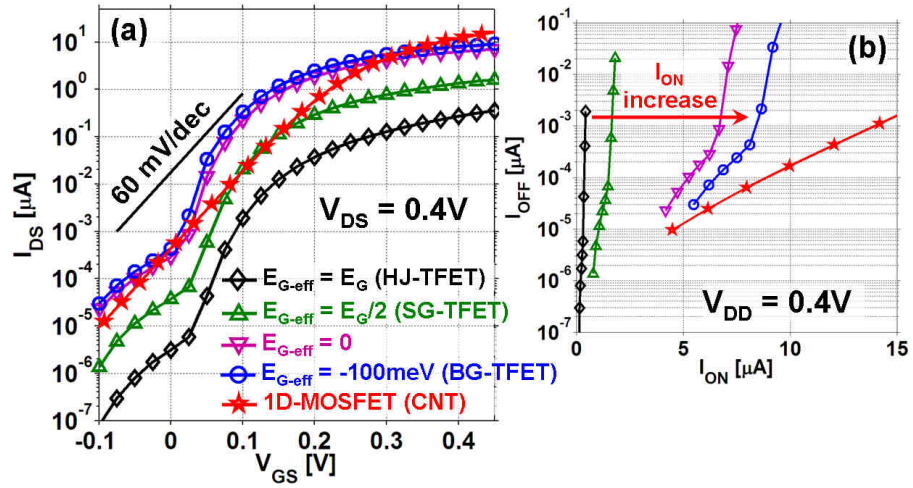 (a)
10^1
10^0
10^-1
10^-2
10^-3
10^-4
10^-5
10^-6
10^-7
I_DS [µA]
60 mV/dec
V_DS = 0.4V
E_G-eff = E_G (HJ-TFET)
E_G-eff = E_G/2 (SG-TFET)
E_G-eff = 0
E_G-eff = -100meV (BG-TFET)
1D-MOSFET (CNT)
-0.1 0 0.1 0.2 0.3 0.4
V_GS [V]
(b)
10^-1
10^-2
10^-3
10^-4
10^-5
10^-6
10^-7
I_OFF [µA]
I_ON
increase
V_DD = 0.4V
0 5 10 15
I_ON [µA]